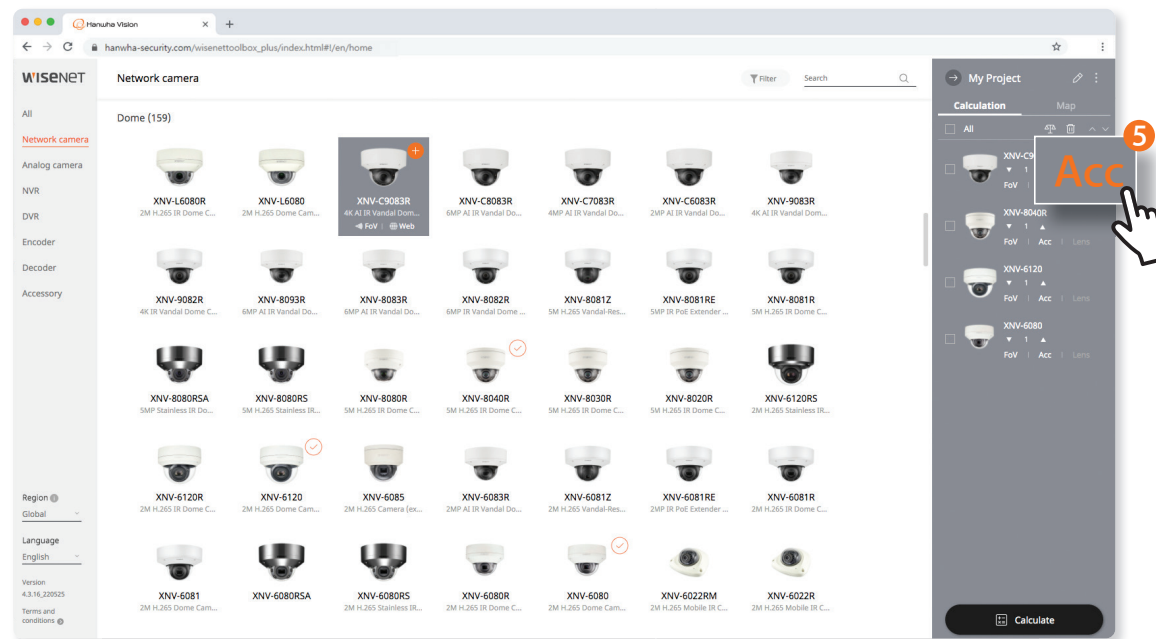 Hanwha Vision
hanwha-security.com/wisenettoolbox_plus/index.html#!/en/home
WISENET
Network camera
Filter
Search
All
Network camera
Analog camera
NVR
DVR
Encoder
Decoder
Accessory
Dome (159)
XNV-L6080R XNV-L6080 XNV-C9083R XNV-C8083R XNV-C7083R XNV-C6083R XNV-9083R
2M H.265 IR Dome C... 2M H.265 Dome Cam... 4K AI IR Vandal Dom... 6MP AI IR Vandal Do... 4MP AI IR Vandal Do... 2MP AI IR Vandal Do... 4K AI IR Vandal Do...
FoV | Web
XNV-9082R XNV-8093R XNV-8083R XNV-8082R XNV-8081Z XNV-8081RE XNV-8081R
4K IR Vandal Dome C... 6MP AI IR Vandal Do... 6MP AI IR Vandal Do... 6MP IR Vandal Dome ... 5M H.265 Vandal-Res... 5MP IR PoE Extender ... 5M H.265 IR Dome C...
XNV-8080RSA XNV-8080RS XNV-8080R XNV-8040R XNV-8030R XNV-8020R XNV-6120RS
5MP Stainless IR Do... 5M H.265 Stainless IR... 5M H.265 IR Dome C... 5M H.265 IR Dome C... 5M H.265 IR Dome C... 5M H.265 IR Dome C... 2M H.265 Stainless IR...
XNV-6120R XNV-6120 XNV-6085 XNV-6083R XNV-6081Z XNV-6081RE XNV-6081R
2M H.265 IR Dome C... 2M H.265 Dome Cam... 2M H.265 Camera (ex... 2MP AI IR Vandal Do... 2M H.265 Vandal-Res... 2MP IR PoE Extender ... 2M H.265 IR Dome C...
XNV-6081 XNV-6080RSA XNV-6080RS XNV-6080R XNV-6080 XNV-6022RM XNV-6022R
2M H.265 Dome Cam... 2M H.265 Stainless IR... 2M H.265 IR Dome C... 2M H.265 Dome Cam... 2M H.265 Mobile IR C... 2M H.265 Mobile IR C...
Region
Global
Language
English
Version
4.3.16_220525
Terms and
conditions
My Project
Calculation Map
All
XNV-C9
1
FoV |
5
Acc
XNV-8040R
1
FoV | Acc | Lens
XNV-6120
1
FoV | Acc | Lens
XNV-6080
1
FoV | Acc | Lens
Calculate